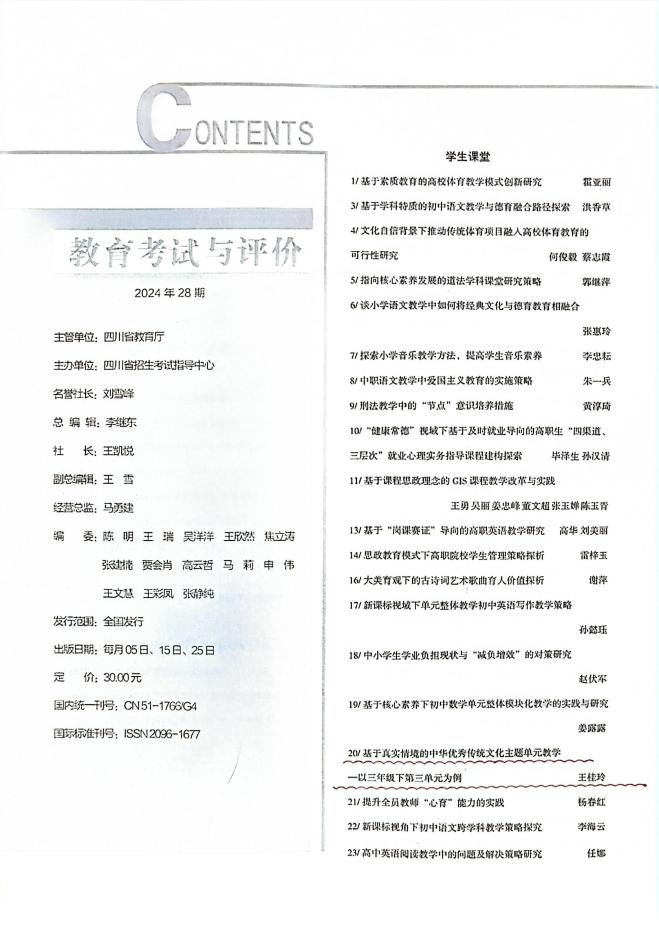 CONTENTS
教育考试与评价
2024年28期
主管单位：四川省教育厅
主办单位：四川省招生考试指导中心
名誉社长：刘雪峰
总 编 辑：李继东
社 长：王凯悦
副总编辑：王 雪
经营总监：马勇建
编 委：陈 明 王 瑞 吴洋洋 王欣然 焦立涛
张建楠 贾会肖 高云哲 马 莉 申 伟
王文慧 王彩凤 张静纯
发行范围：全国发行
出版日期：每月05日、15日、25日
定 价：30.00元
国内统一刊号：CN 51-1766/G4
国际标准刊号：ISSN 2096-1677
学生课堂
1/ 基于素质教育的高校体育教学模式创新研究 霍亚丽
3/ 基于学科特质的初中语文教学与德育融合路径探索 洪香草
4/ 文化自信背景下推动传统体育项目融入高校体育教育的
可行性研究 何俊毅 蔡志霞
5/ 指向核心素养发展的道法学科课堂研究策略 郭继萍
6/ 谈小学语文教学中如何将经典文化与德育教育相融合
张惠玲
7/ 探索小学音乐教学方法，提高学生音乐素养 李忠耘
8/ 中职语文教学中爱国主义教育的实施策略 朱一兵
9/ 刑法教学中的“节点”意识培养措施 黄淳琦
10/ “健康常德”视域下基于及时就业导向的高职生“四渠道、
三层次”就业心理实务指导课程建构探索 毕泽生 孙汉清
11/ 基于课程思政理念的 GIS 课程教学改革与实践
王勇 吴丽 姜忠峰 董文超 张玉婵 陈玉青
13/ 基于“岗课赛证”导向的高职英语教学研究 高华 刘美丽
14/ 思政教育模式下高职院校学生管理策略探析 雷梓玉
16/ 大美育观下的古诗词艺术歌曲育人价值探析 谢萍
17/ 新课标视域下单元整体教学初中英语写作教学策略
孙懿珏
18/ 中小学生学业负担现状与“减负增效”的对策研究
赵伏军
19/ 基于核心素养下初中数学单元整体模块化教学的实践与研究
姜露露
20/ 基于真实情境的中华优秀传统文化主题单元教学
—以三年级下第三单元为例 王桂玲
21/ 提升全员教师“心育”能力的实践 杨春红
22/ 新课标视角下初中语文跨学科教学策略探究 李海云
23/ 高中英语阅读教学中的问题及解决策略研究 任娜